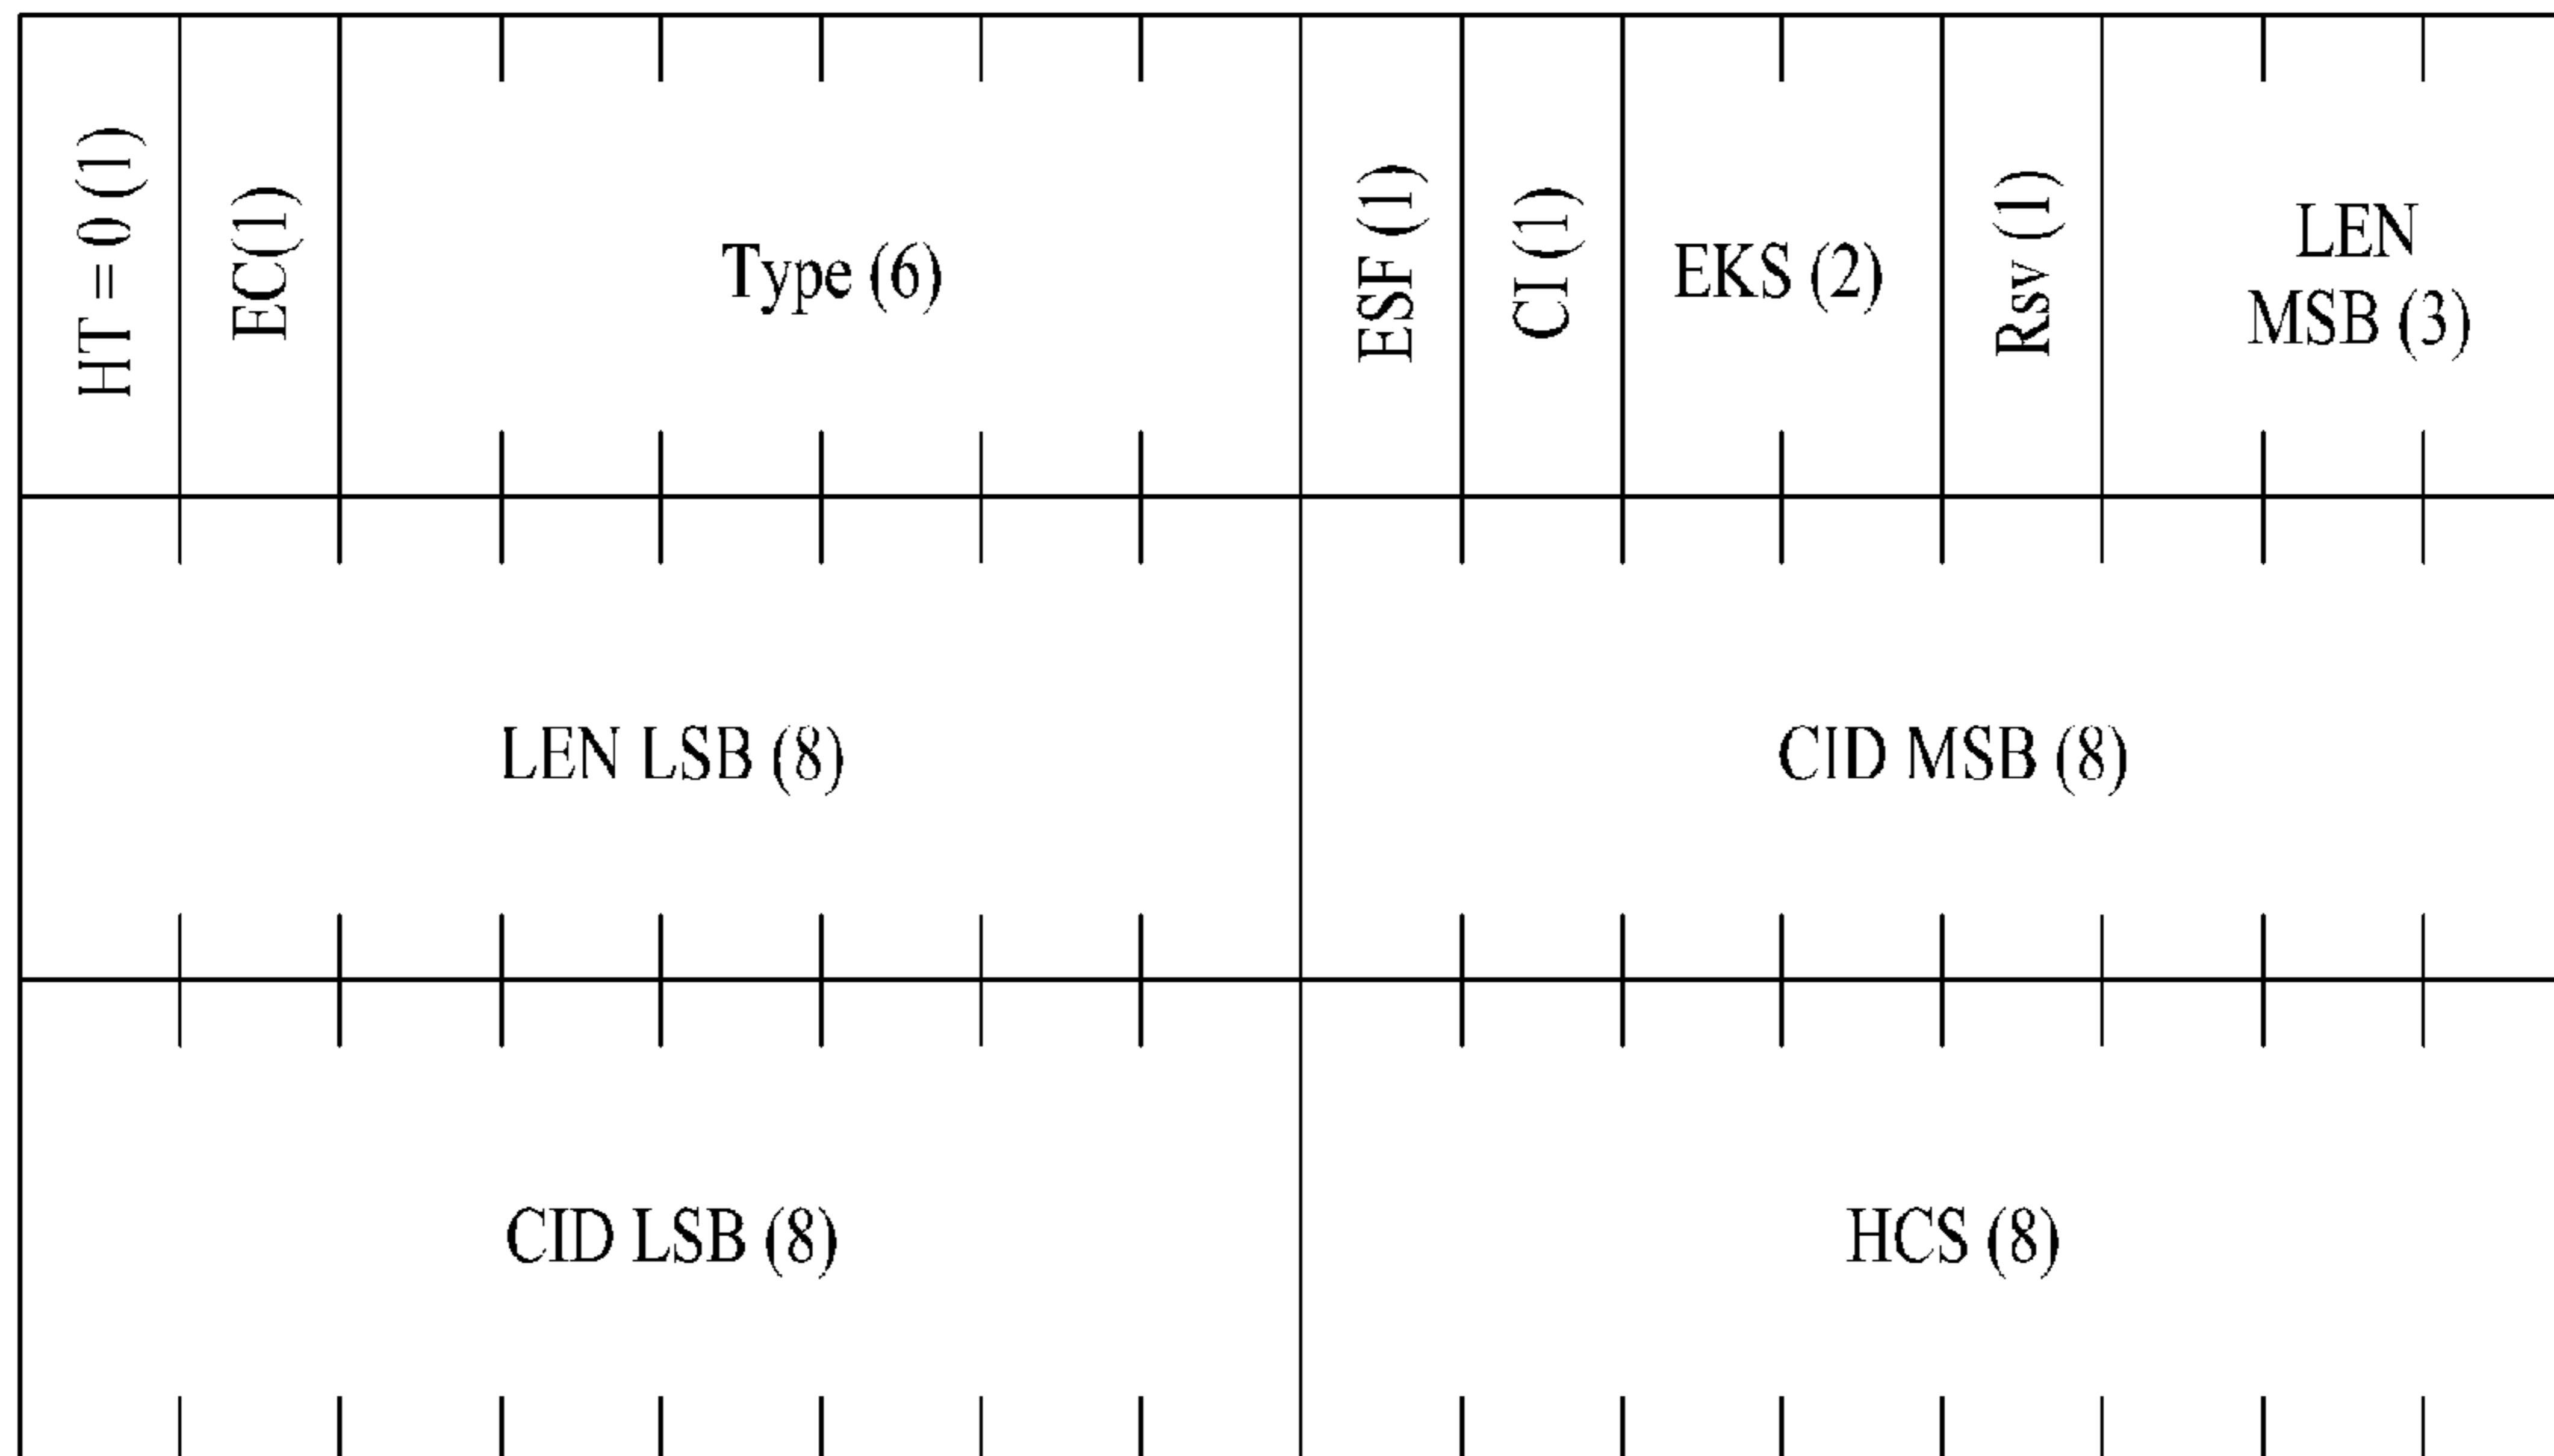 HT = 0 (1)
EC(1)
Type (6)
ESF (1)
CI (1)
EKS (2)
Rsv (1)
LEN
MSB (3)
LEN LSB (8)
CID MSB (8)
CID LSB (8)
HCS (8)